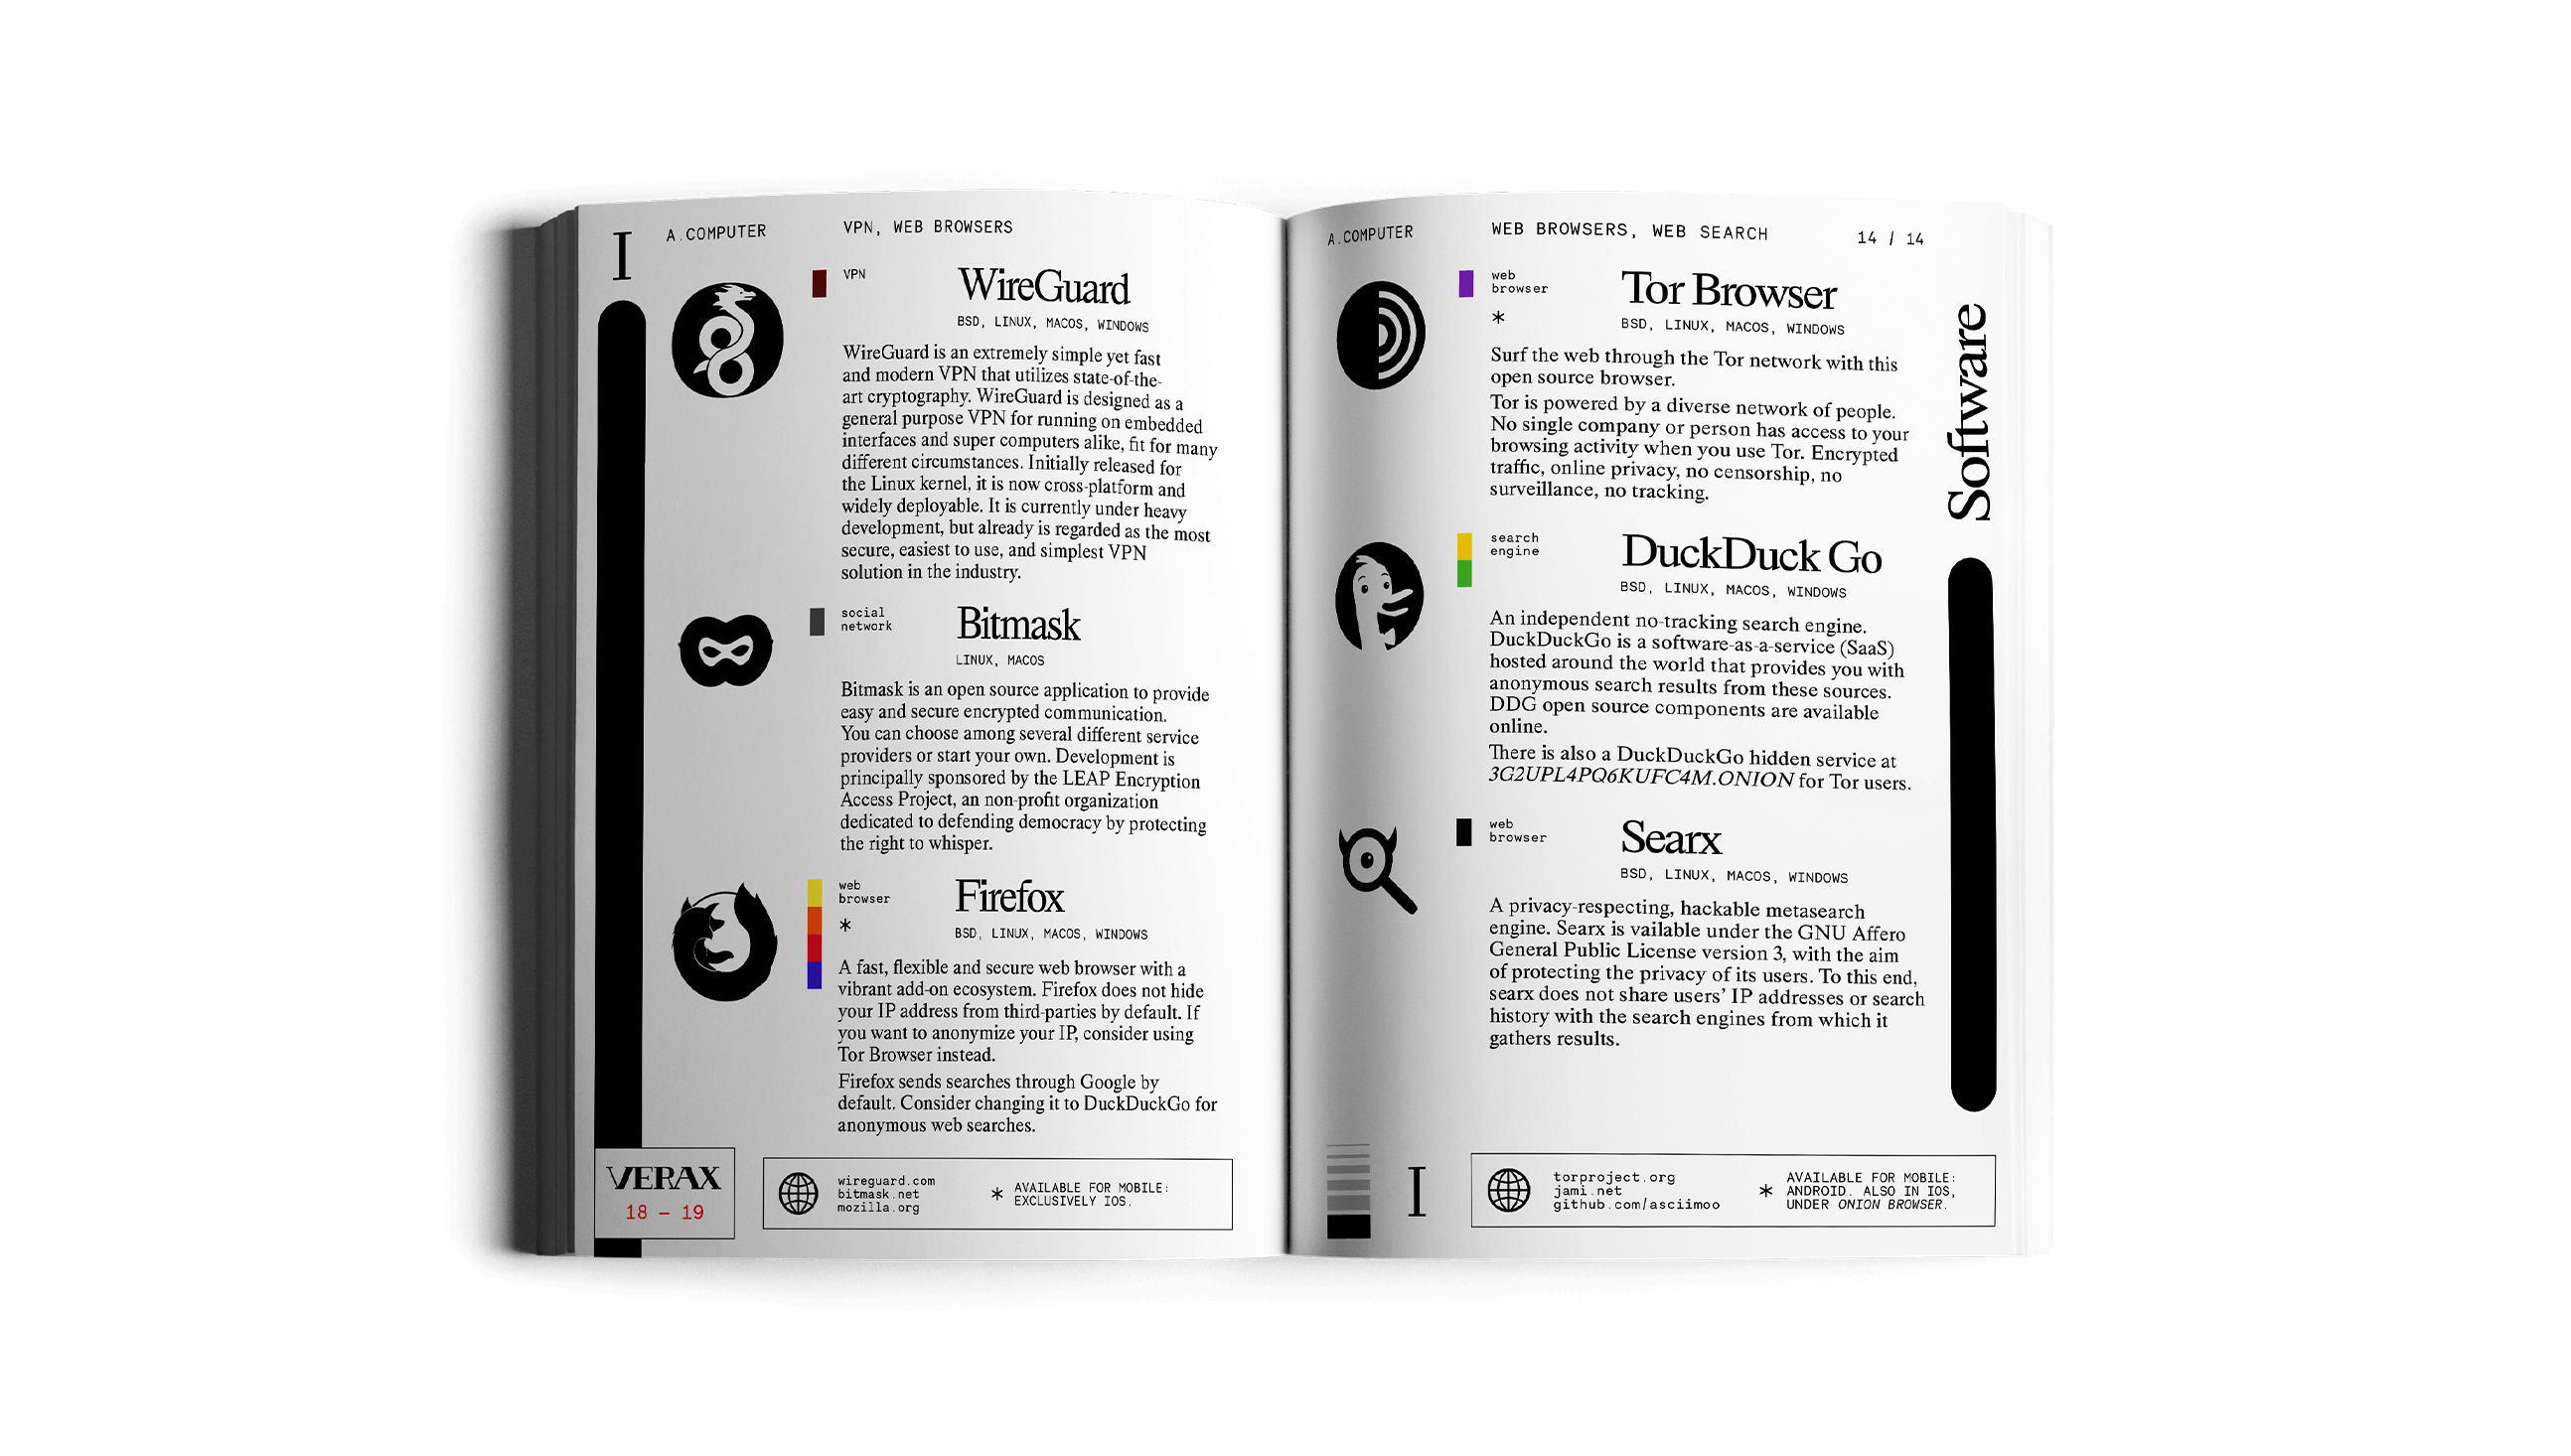 I
A.COMPUTER
VPN, WEB BROWSERS
VPN
WireGuard
BSD, LINUX, MACOS, WINDOWS
WireGuard is an extremely simple yet fast
and modern VPN that utilizes state-of-the-
art cryptography. WireGuard is designed as a
general purpose VPN for running on embedded
interfaces and super computers alike, fit for many
different circumstances. Initially released for
the Linux kernel, it is now cross-platform and
widely deployable. It is currently under heavy
development, but already is regarded as the most
secure, easiest to use, and simplest VPN
solution in the industry.
social
network
Bitmask
LINUX, MACOS
Bitmask is an open source application to provide
easy and secure encrypted communication.
You can choose among several different service
providers or start your own. Development is
principally sponsored by the LEAP Encryption
Access Project, an non-profit organization
dedicated to defending democracy by protecting
the right to whisper.
web
browser
*
Firefox
BSD, LINUX, MACOS, WINDOWS
A fast, flexible and secure web browser with a
vibrant add-on ecosystem. Firefox does not hide
your IP address from third-parties by default. If
you want to anonymize your IP, consider using
Tor Browser instead.
Firefox sends searches through Google by
default. Consider changing it to DuckDuckGo for
anonymous web searches.
VERAX
18 – 19
wireguard.com
bitmask.net
mozilla.org
* AVAILABLE FOR MOBILE:
EXCLUSIVELY IOS.
A.COMPUTER
WEB BROWSERS, WEB SEARCH
14 / 14
web
browser
*
Tor Browser
BSD, LINUX, MACOS, WINDOWS
Surf the web through the Tor network with this
open source browser.
Tor is powered by a diverse network of people.
No single company or person has access to your
browsing activity when you use Tor. Encrypted
traffic, online privacy, no censorship, no
surveillance, no tracking.
Software
search
engine
DuckDuck Go
BSD, LINUX, MACOS, WINDOWS
An independent no-tracking search engine.
DuckDuckGo is a software-as-a-service (SaaS)
hosted around the world that provides you with
anonymous search results from these sources.
DDG open source components are available
online.
There is also a DuckDuckGo hidden service at
3G2UPL4PQ6KUFC4M.ONION for Tor users.
web
browser
Searx
BSD, LINUX, MACOS, WINDOWS
A privacy-respecting, hackable metasearch
engine. Searx is vailable under the GNU Affero
General Public License version 3, with the aim
of protecting the privacy of its users. To this end,
searx does not share users’ IP addresses or search
history with the search engines from which it
gathers results.
I
torproject.org
jami.net
github.com/asciimoo
* AVAILABLE FOR MOBILE:
ANDROID. ALSO IN IOS,
UNDER ONION BROWSER.